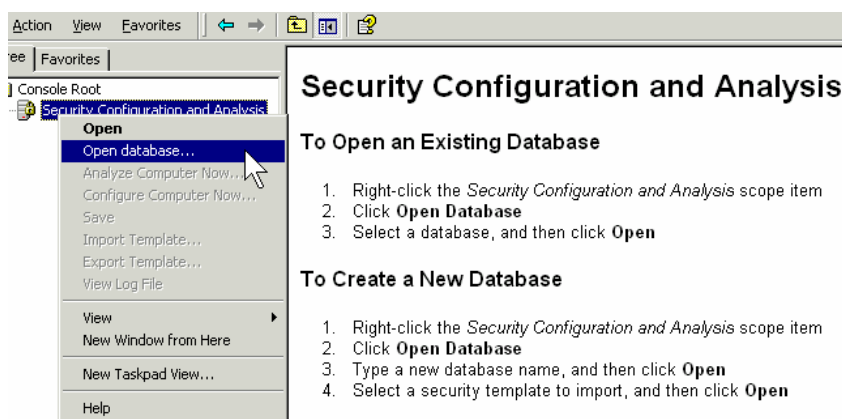 Action View Favorites
ree Favorites
Console Root
Security Configuration and Analysis
Open
Open database...
Analyze Computer Now...
Configure Computer Now...
Save
Import Template...
Export Template...
View Log File
View
New Window from Here
New Taskpad View...
Help
Security Configuration and Analysis
To Open an Existing Database
1. Right-click the Security Configuration and Analysis scope item
2. Click Open Database
3. Select a database, and then click Open
To Create a New Database
1. Right-click the Security Configuration and Analysis scope item
2. Click Open Database
3. Type a new database name, and then click Open
4. Select a security template to import, and then click Open